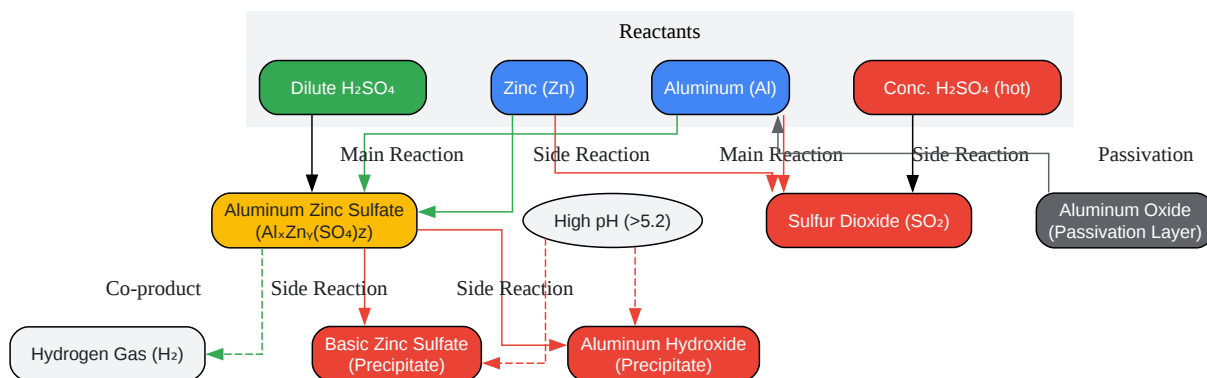 Reactants
Dilute H₂SO₄
Zinc (Zn)
Aluminum (Al)
Conc. H₂SO₄ (hot)
Main Reaction
Side Reaction
Main Reaction
Side Reaction
Passivation
Aluminum Zinc Sulfate
(AlₓZnᵧ(SO₄)z)
High pH (>5.2)
Sulfur Dioxide (SO₂)
Aluminum Oxide
(Passivation Layer)
Co-product
Side Reaction
Side Reaction
Hydrogen Gas (H₂)
Basic Zinc Sulfate
(Precipitate)
Aluminum Hydroxide
(Precipitate)